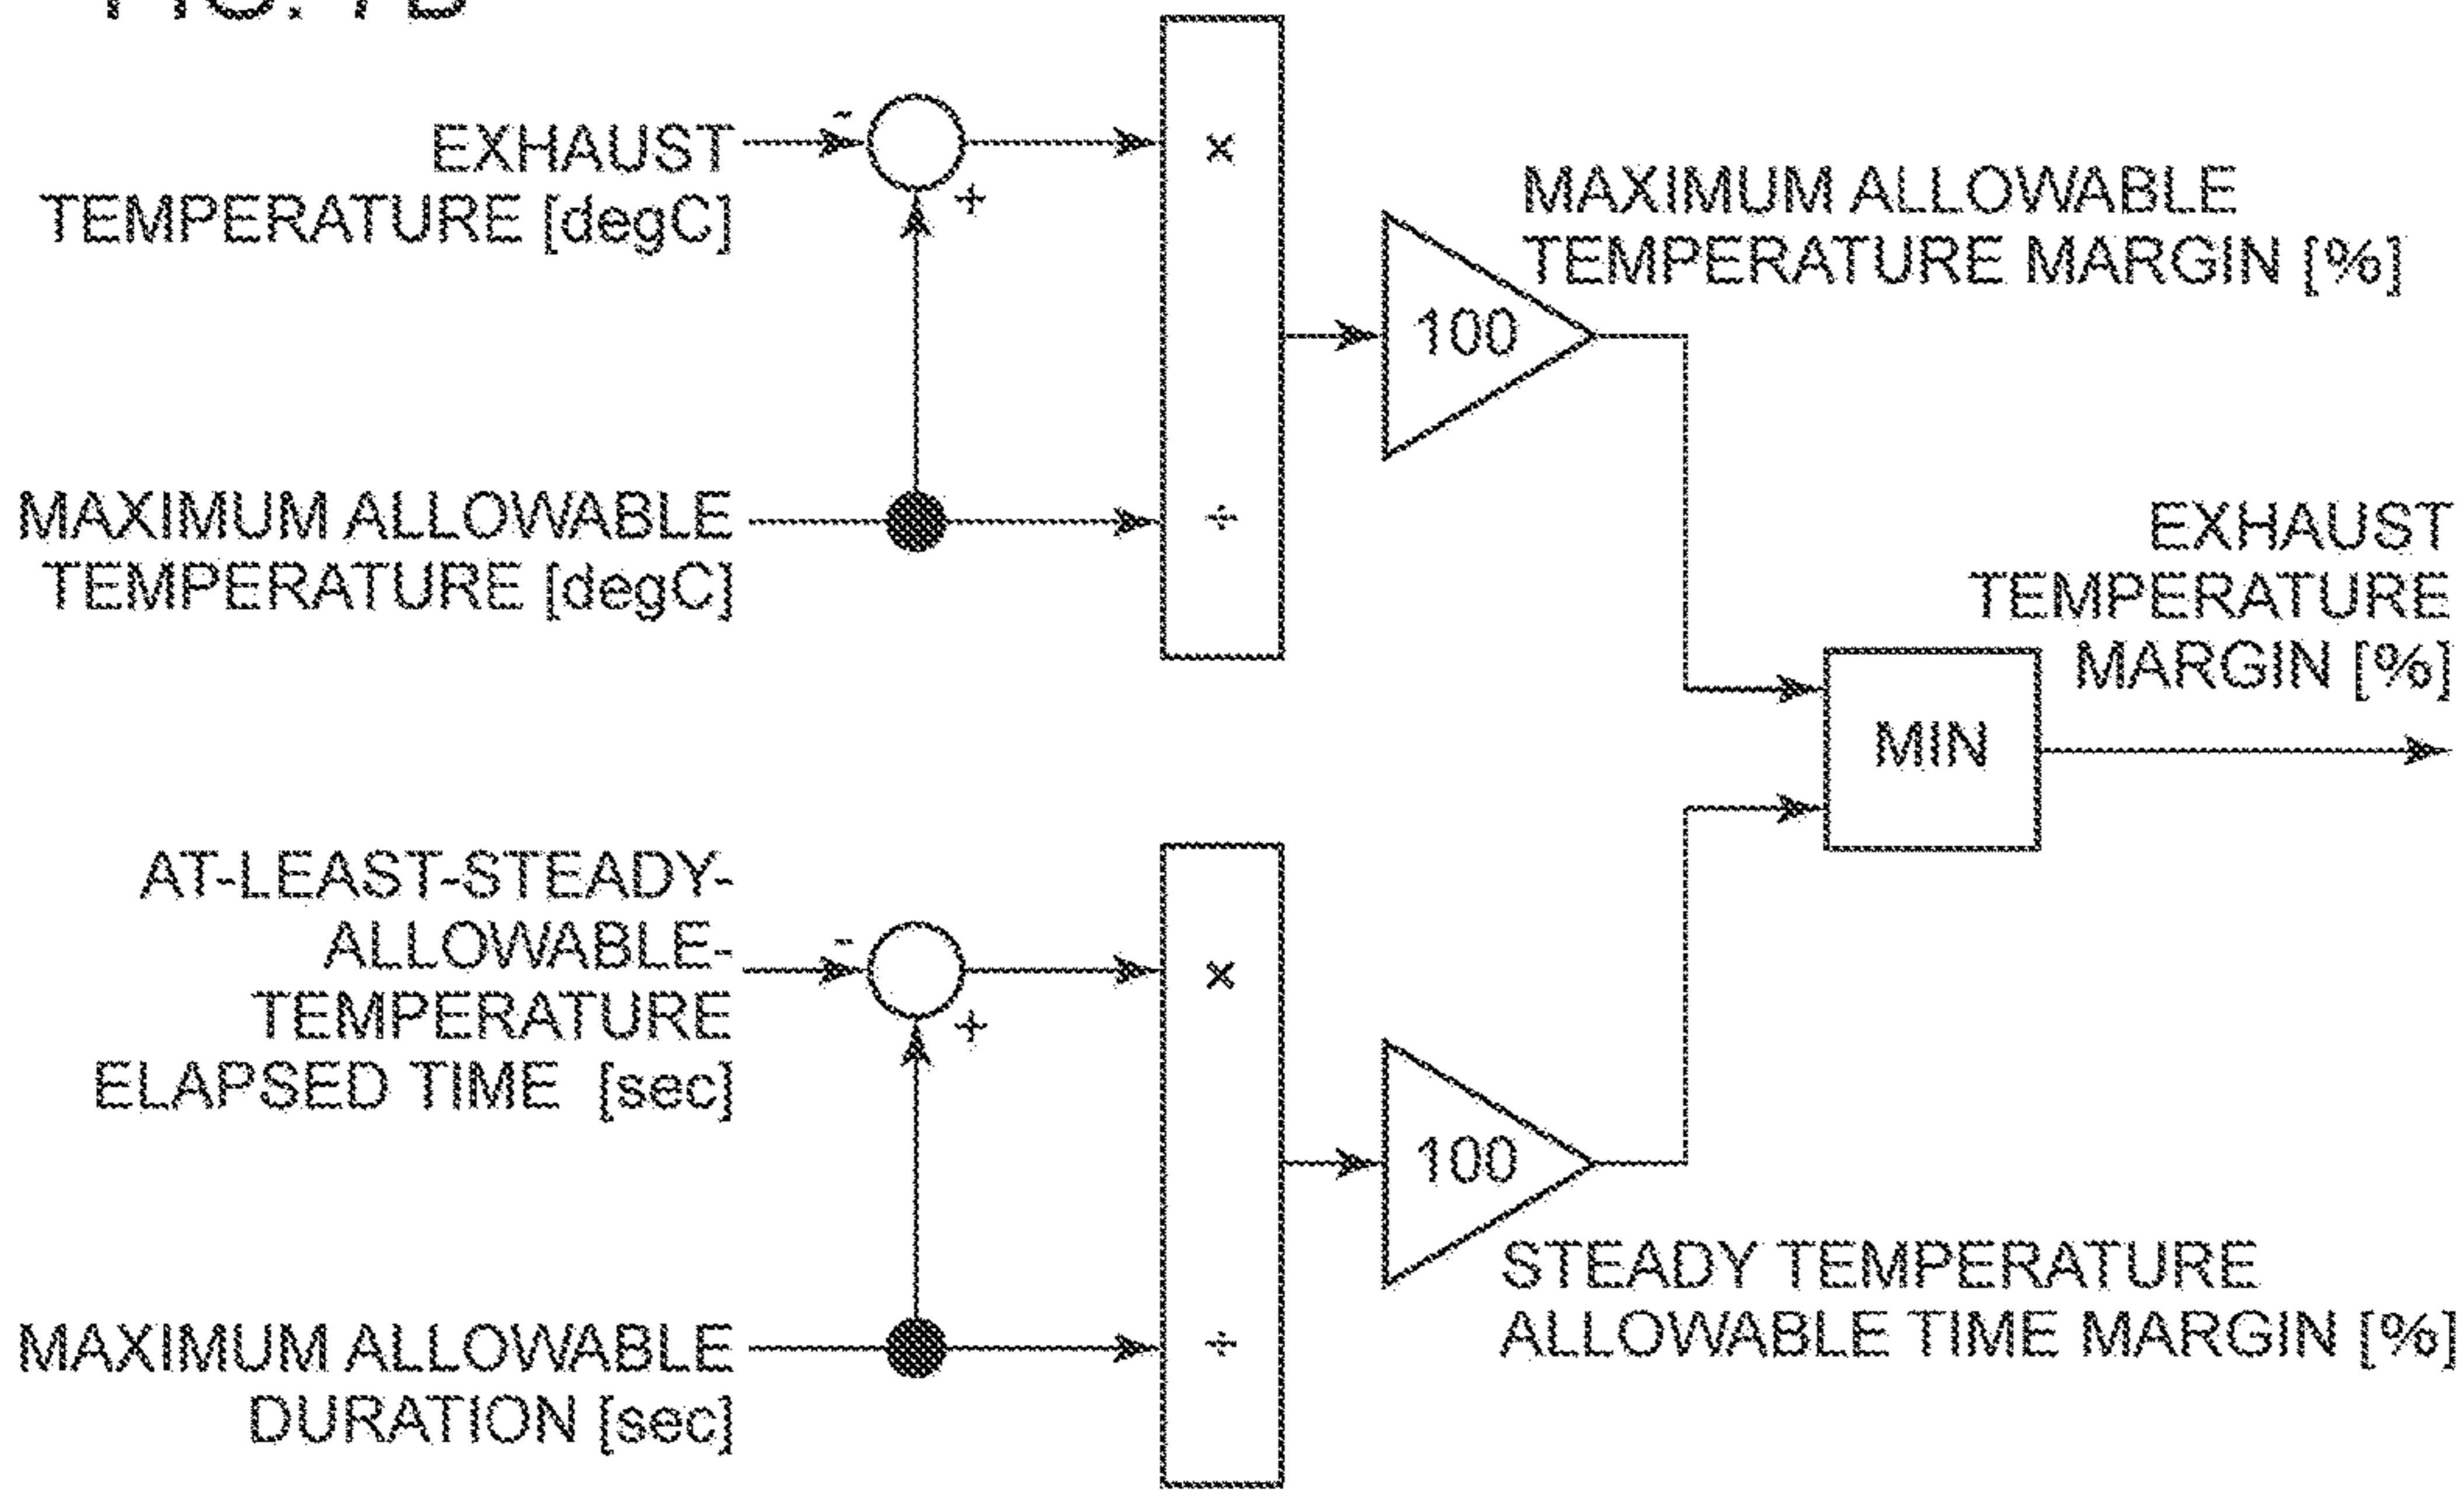 EXHAUST
TEMPERATURE [degC]
-
+
×
MAXIMUM ALLOWABLE
TEMPERATURE MARGIN [%]
100
MAXIMUM ALLOWABLE
TEMPERATURE [degC]
÷
EXHAUST
TEMPERATURE
MARGIN [%]
MIN
AT-LEAST-STEADY-
ALLOWABLE-
TEMPERATURE
ELAPSED TIME [sec]
-
+
×
100
STEADY TEMPERATURE
ALLOWABLE TIME MARGIN [%]
MAXIMUM ALLOWABLE
DURATION [sec]
÷